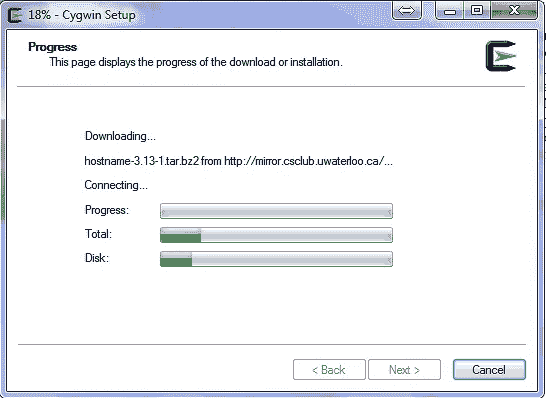 18% - Cygwin Setup
Progress
This page displays the progress of the download or installation.
Downloading...
hostname-3.13-1.tar.bz2 from http://mirror.csclub.uwaterloo.ca/...
Connecting...
Progress:
Total:
Disk:
< Back
Next >
Cancel